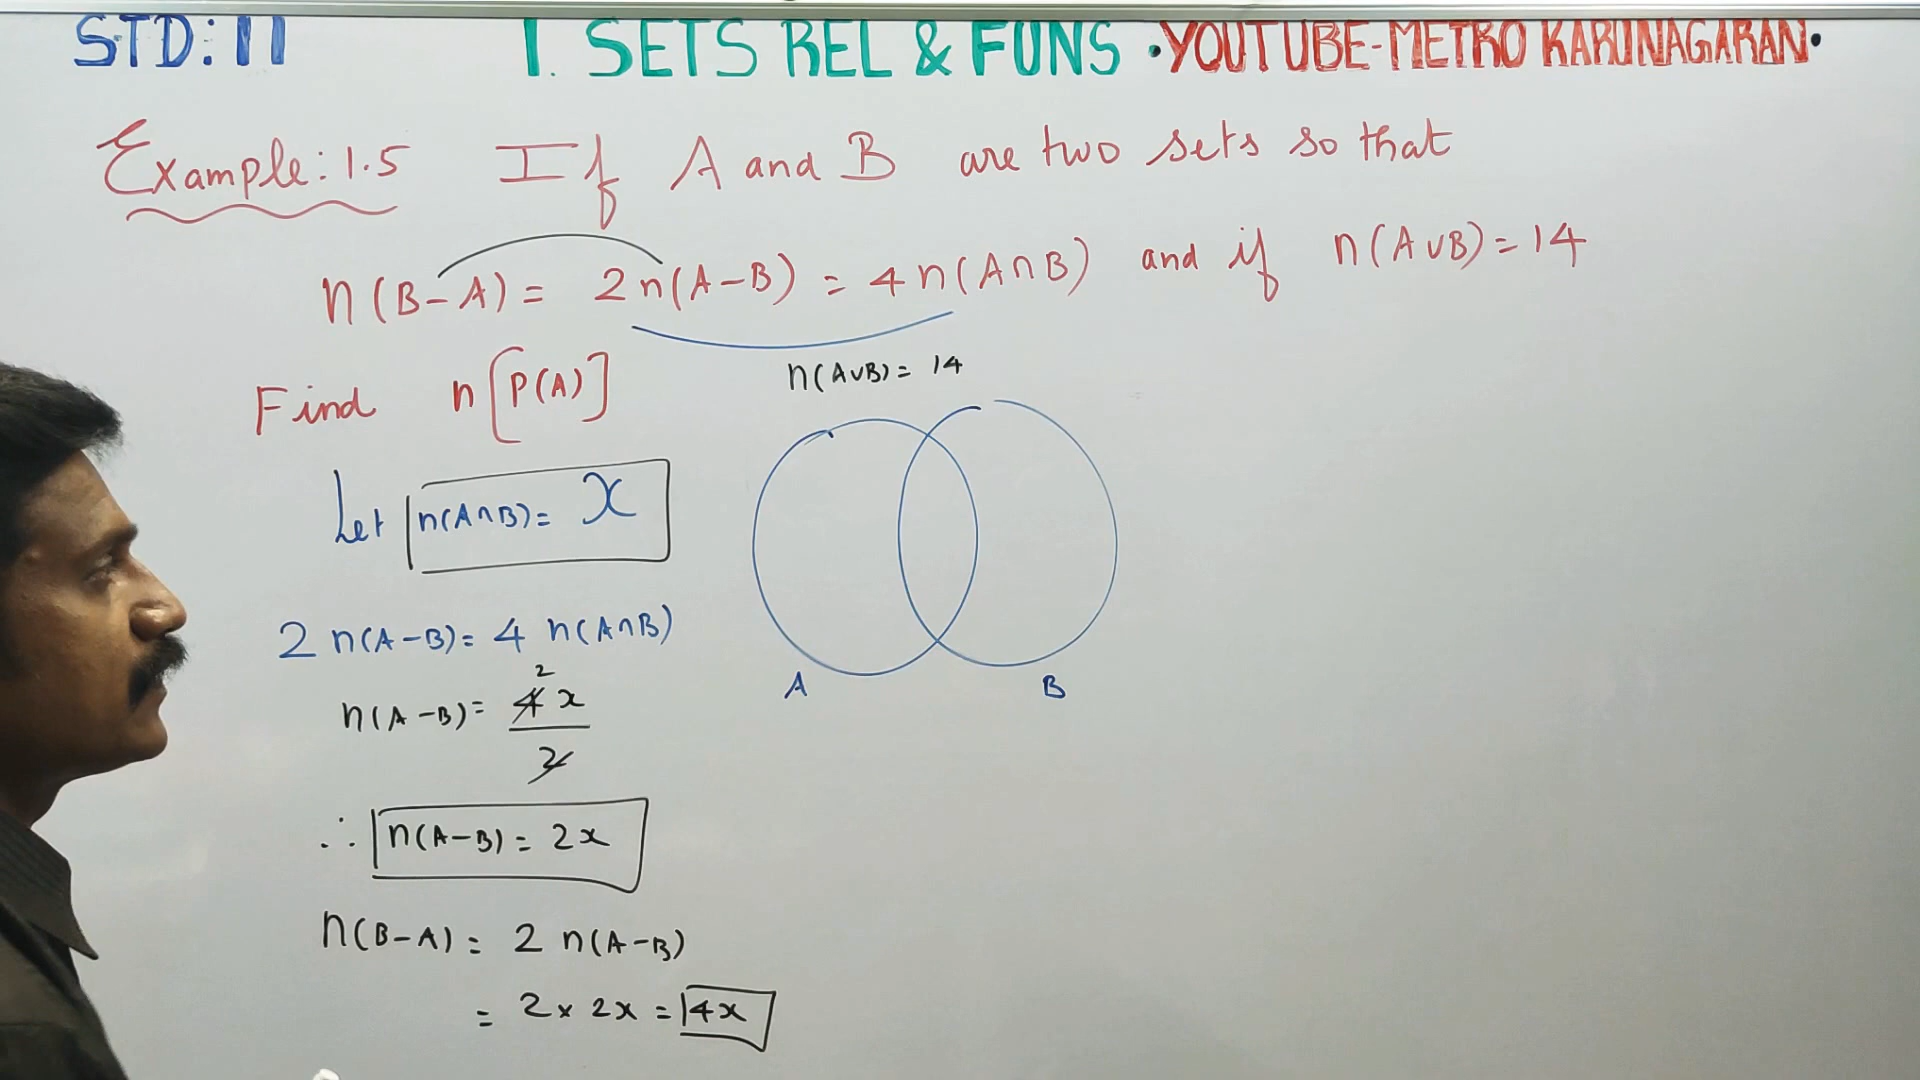 STD: 11 1. SETS REL & FUNS •YOUTUBE-METRO KARUNAGARAN•
Example: 1.5 If A and B are two sets so that
n(B-A) = 2n(A-B) = 4n(A∩B) and if n(A∪B) = 14
Find n[P(A)]
n(A∪B) = 14
Let n(A∩B) = x
2 n(A-B) = 4 n(A∩B)
2
n(A-B) = 4x
2
∴ n(A-B) = 2x
n(B-A) = 2 n(A-B)
= 2 × 2x = 4x
A B